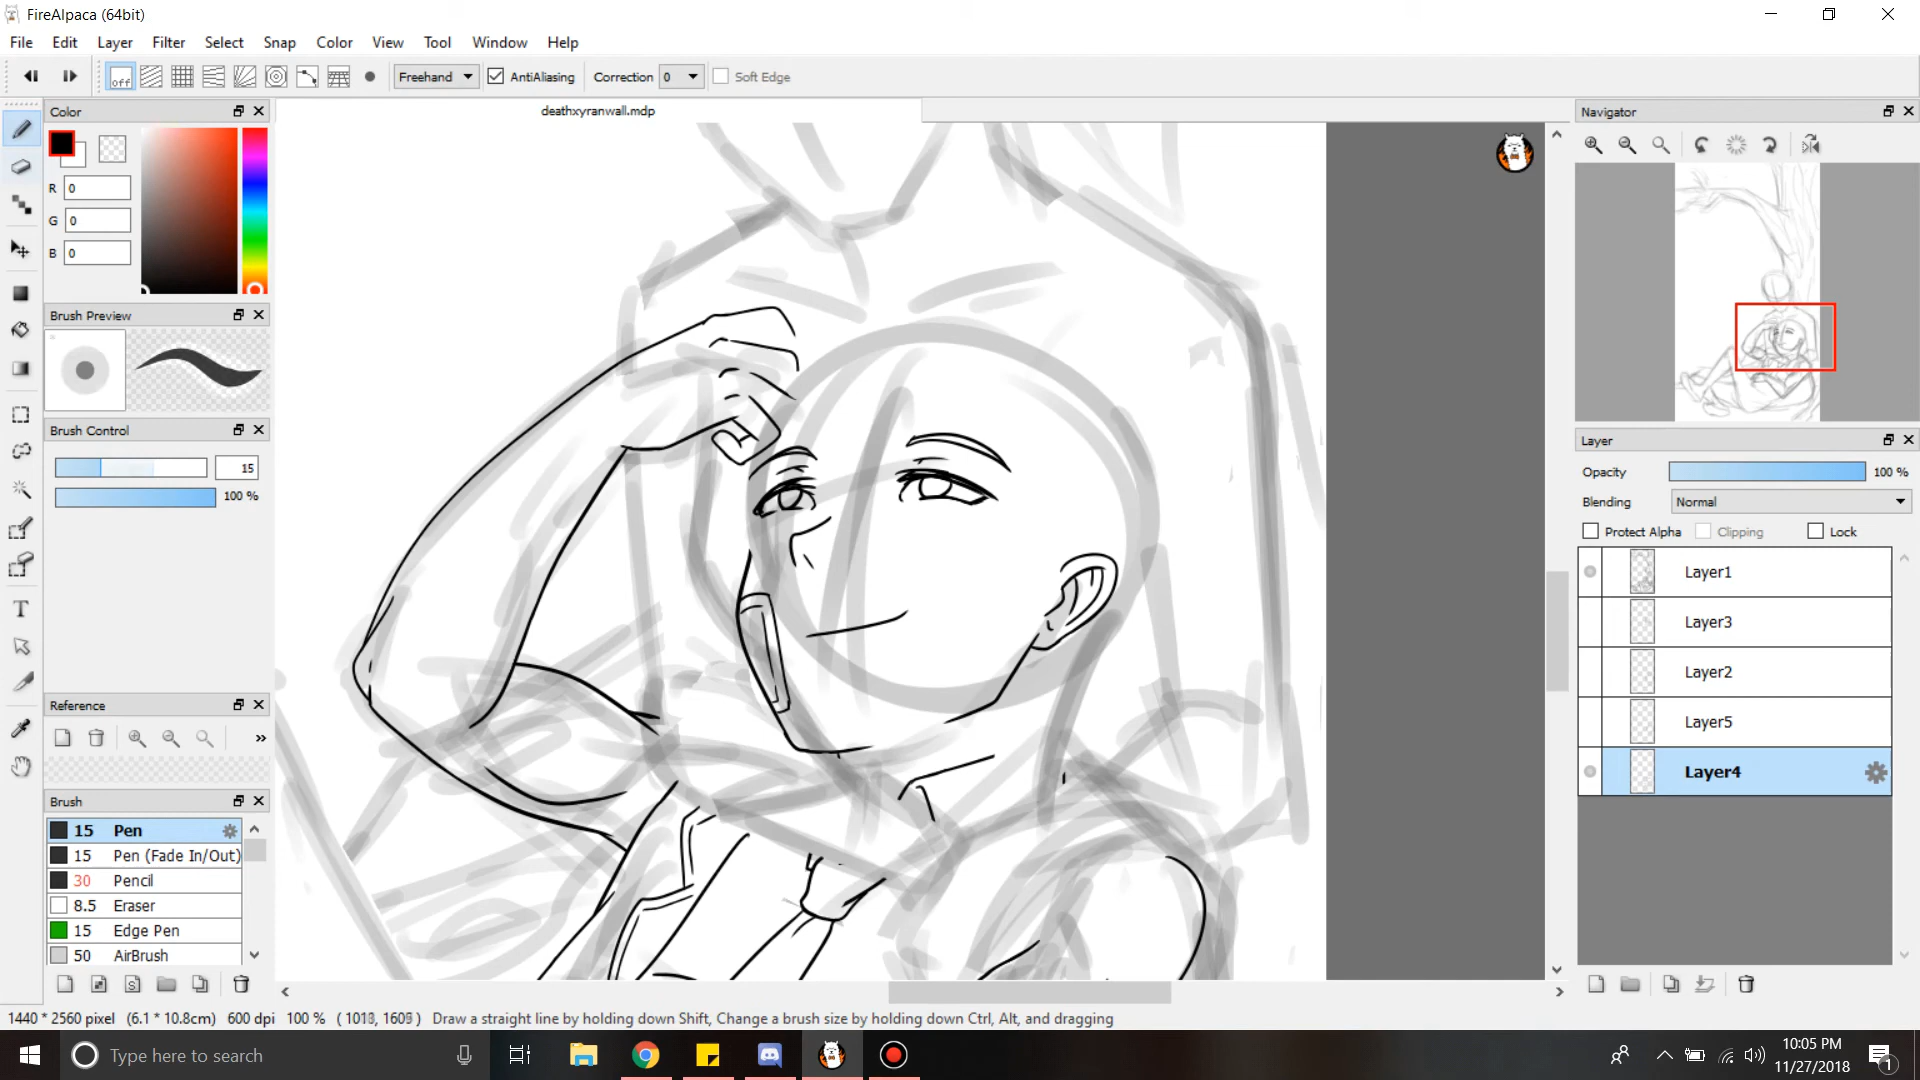 FireAlpaca (64bit)
File Edit Layer Filter Select Snap Color View Tool Window Help
off Freehand AntiAliasing Correction 0 Soft Edge
Color
deathxyranwall.mdp
Navigator
R 0
G 0
B 0
Brush Preview
Brush Control
15
100 %
Layer
Opacity 100 %
Blending Normal
Protect Alpha Clipping Lock
Layer1
Layer3
Layer2
Layer5
Layer4
Reference
»
Brush
15 Pen
15 Pen (Fade In/Out)
30 Pencil
8.5 Eraser
15 Edge Pen
50 AirBrush
T
S
1440 * 2560 pixel (6.1 * 10.8cm) 600 dpi 100 % Draw a straight line by holding down Shift, Change a brush size by holding down Ctrl, Alt, and dragging
Type here to search
10:05 PM
11/27/2018
1